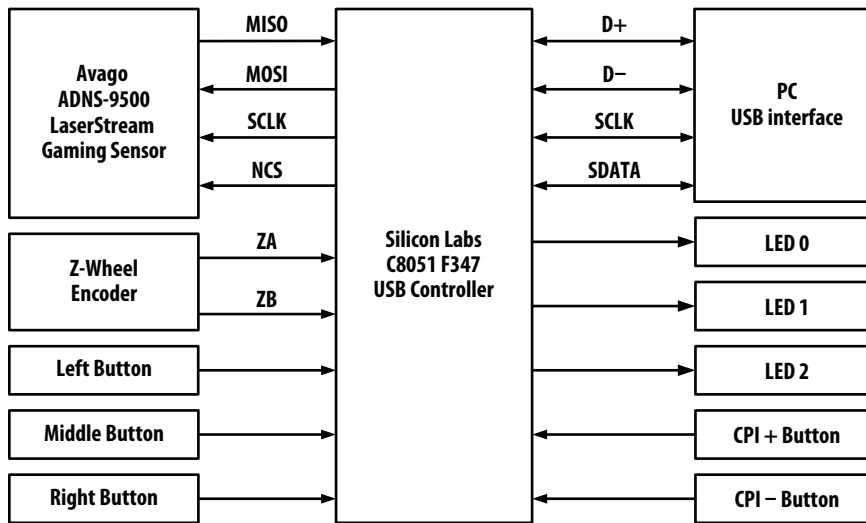 Avago
ADNS-9500
LaserStream
Gaming Sensor
MISO
MOSI
SCLK
NCS
Z-Wheel
Encoder
ZA
ZB
Left Button
Middle Button
Right Button
Silicon Labs
C8051 F347
USB Controller
D+
D−
SCLK
SDATA
PC
USB interface
LED 0
LED 1
LED 2
CPI + Button
CPI − Button